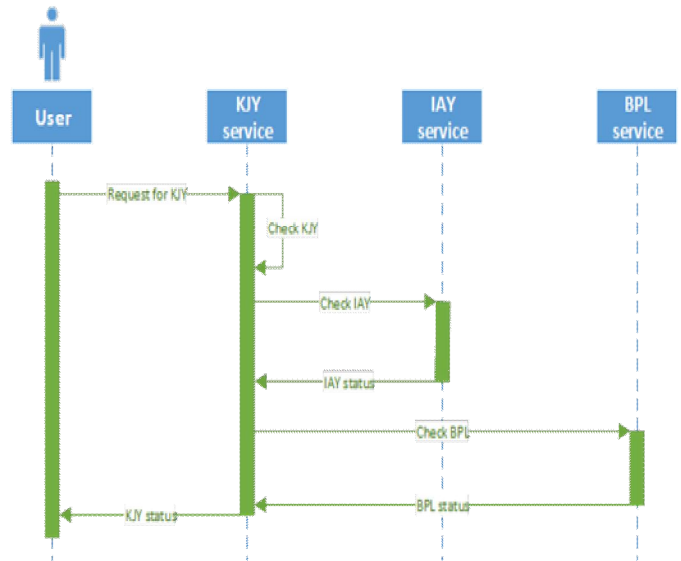 User
KJY
service
IAY
service
BPL
service
Request for KJY
Check KJY
Check IAY
IAY status
Check BPL
BPL status
KJY status